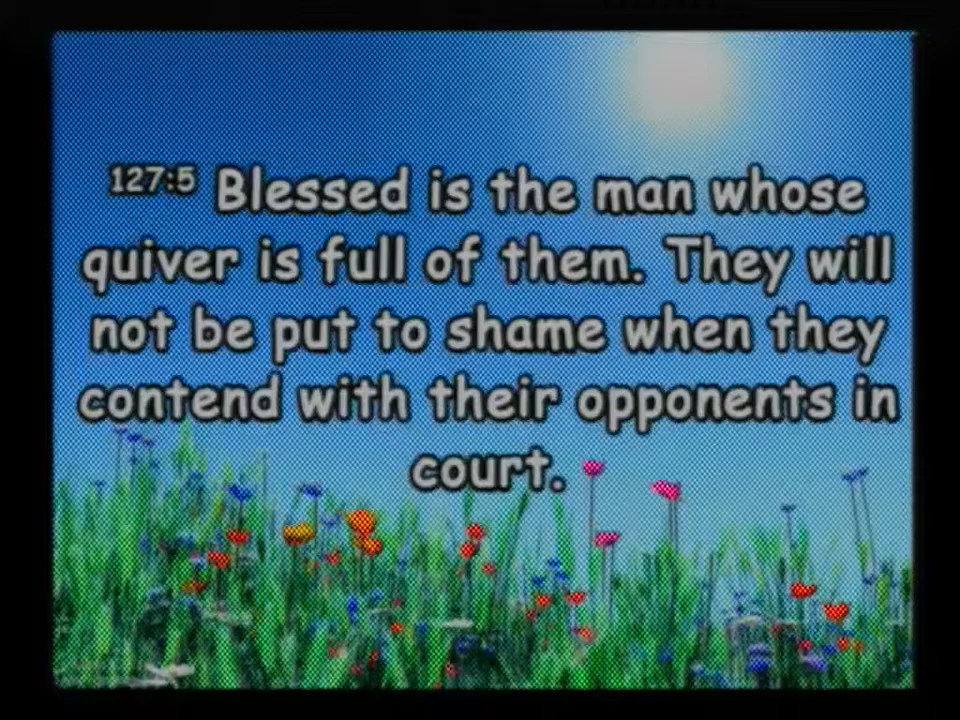 127:5 Blessed is the man whose
quiver is full of them. They will
not be put to shame when they
contend with their opponents in
court.